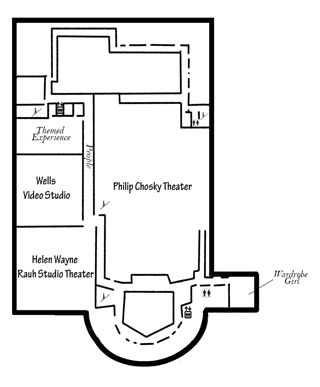 Themed
Experience
People
Wells
Video Studio
Philip Chosky Theater
Helen Wayne
Rauh Studio Theater
Wardrobe
Girl